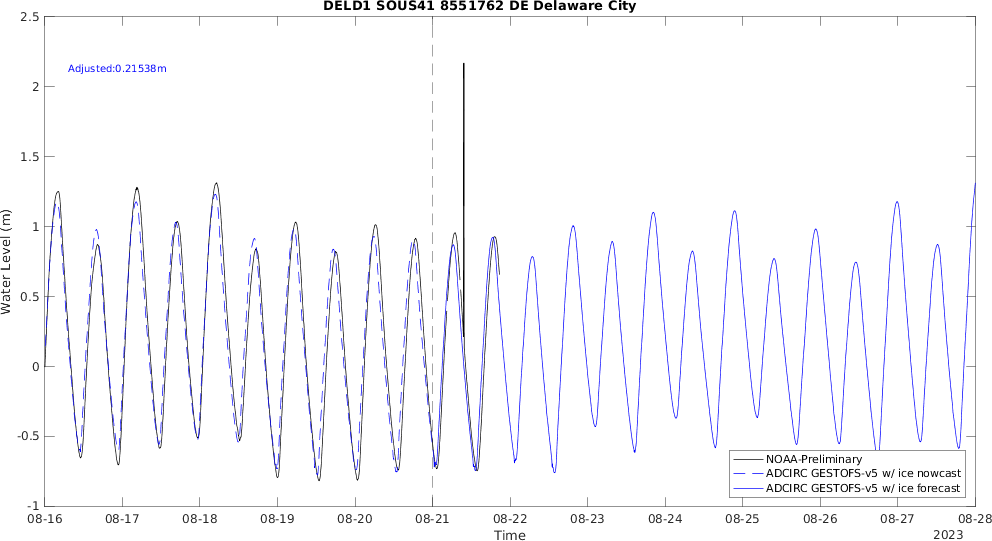 DELD1 SOUS41 8551762 DE Delaware City
2.5
Adjusted:0.21538m
2
1.5
1
0.5
0
-0.5
-1
Water Level (m)
NOAA-Preliminary
ADCIRC GESTOFS-v5 w/ ice nowcast
ADCIRC GESTOFS-v5 w/ ice forecast
08-16 08-17 08-18 08-19 08-20 08-21 08-22 08-23 08-24 08-25 08-26 08-27 08-28
Time
2023